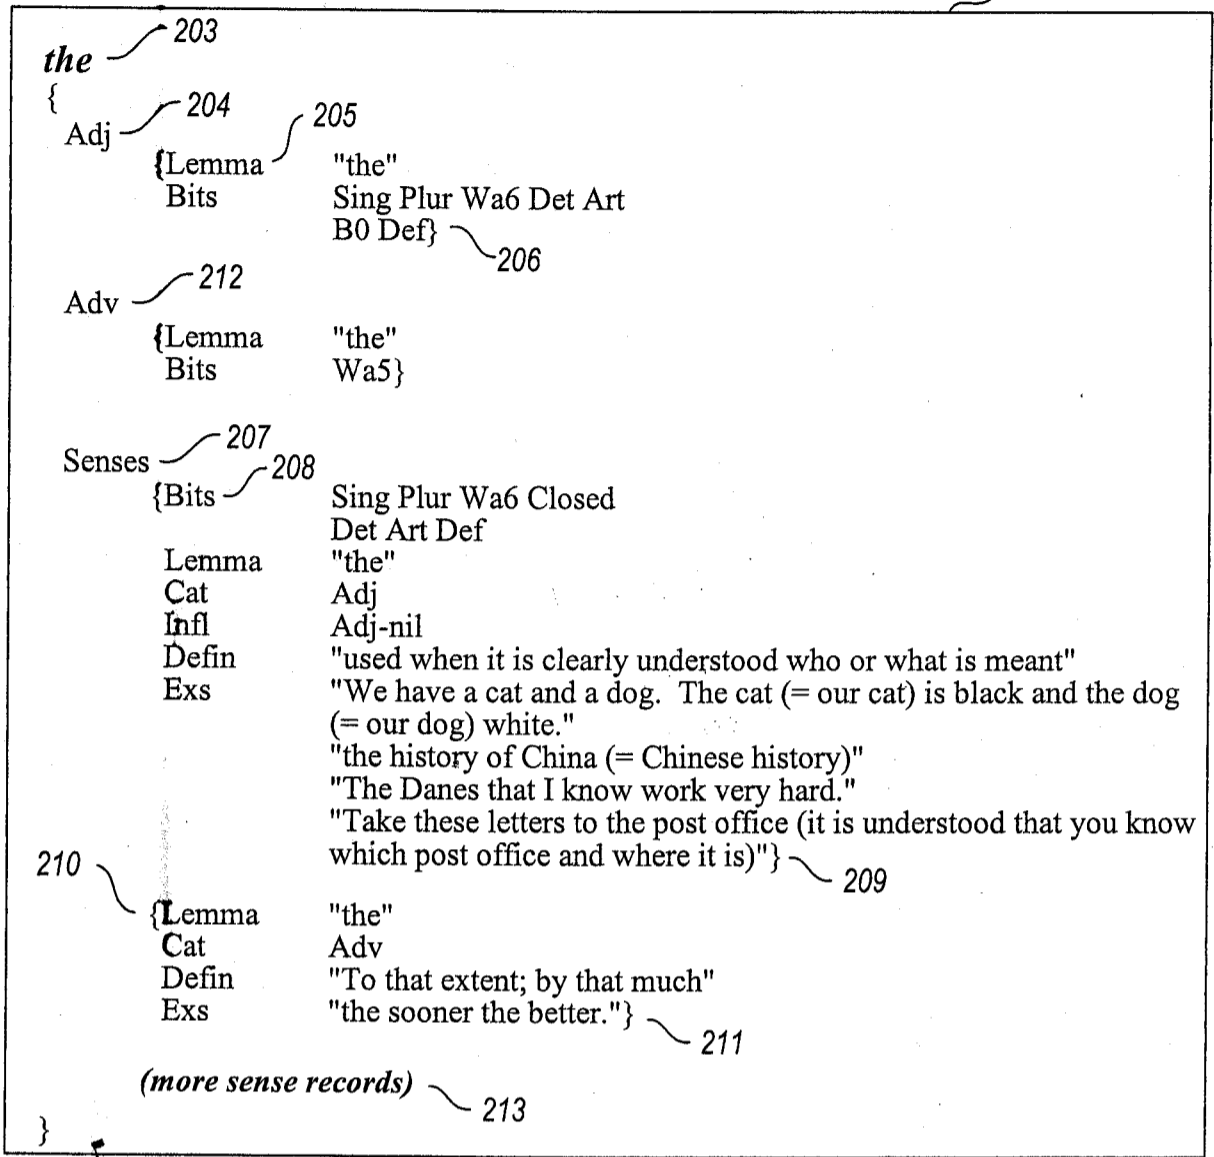 203
the
{
204
Adj
205
{Lemma "the"
Bits Sing Plur Wa6 Det Art
B0 Def}
206
212
Adv
{Lemma "the"
Bits Wa5}
207
Senses
208
{Bits Sing Plur Wa6 Closed
Det Art Def
Lemma "the"
Cat Adj
Infl Adj-nil
Defin "used when it is clearly understood who or what is meant"
Exs "We have a cat and a dog. The cat (= our cat) is black and the dog
(= our dog) white."
"the history of China (= Chinese history)"
"The Danes that I know work very hard."
"Take these letters to the post office (it is understood that you know
which post office and where it is)"}
210
209
{Lemma "the"
Cat Adv
Defin "To that extent; by that much"
Exs "the sooner the better."}
211
(more sense records)
213
}